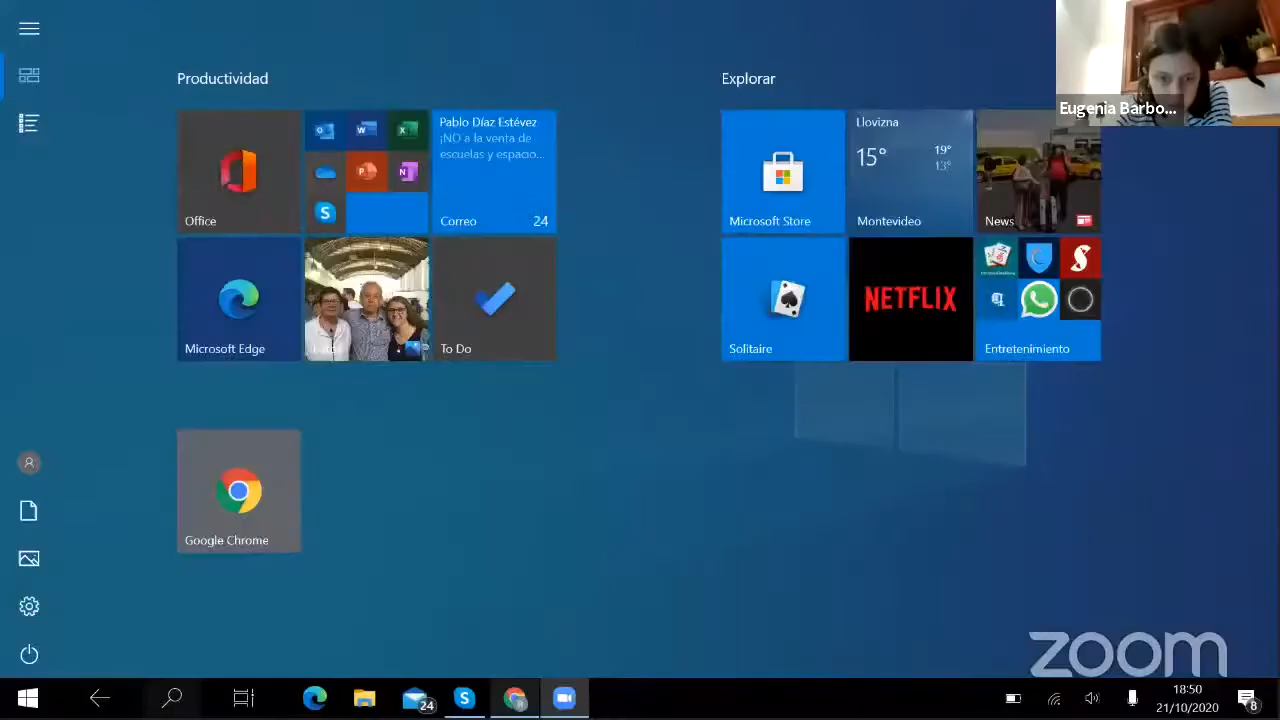 Productividad
Explorar
Eugenia Barbo...
Office
Pablo Díaz Estévez
¡NO a la venta de
escuelas y espacio...
Correo 24
Microsoft Store
Llovizna
15° 19°
13°
Montevideo
News
Microsoft Edge
To Do
Solitaire
NETFLIX
Entretenimiento
Google Chrome
zoom
24
18:50
21/10/2020
8